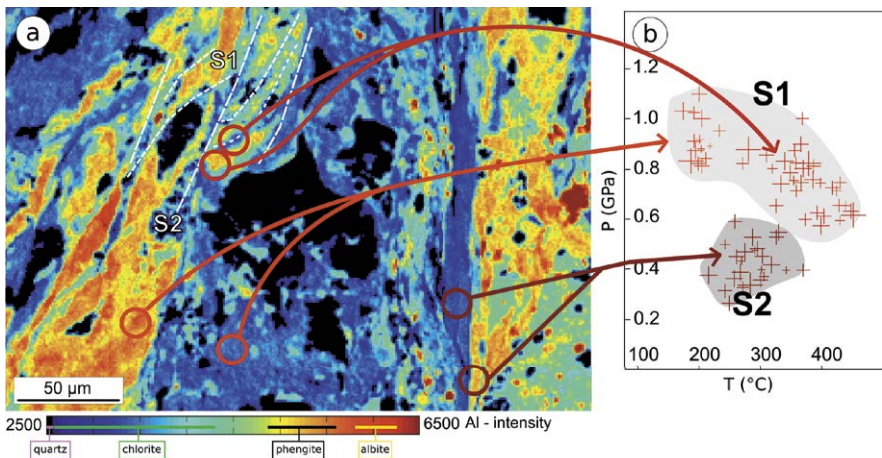 a
S1
S2
50 µm
2500
6500 Al - intensity
quartz
chlorite
phengite
albite
b
S1
S2
P (GPa)
1.2
1.0
0.8
0.6
0.4
0.2
100 200 300 400
T (°C)